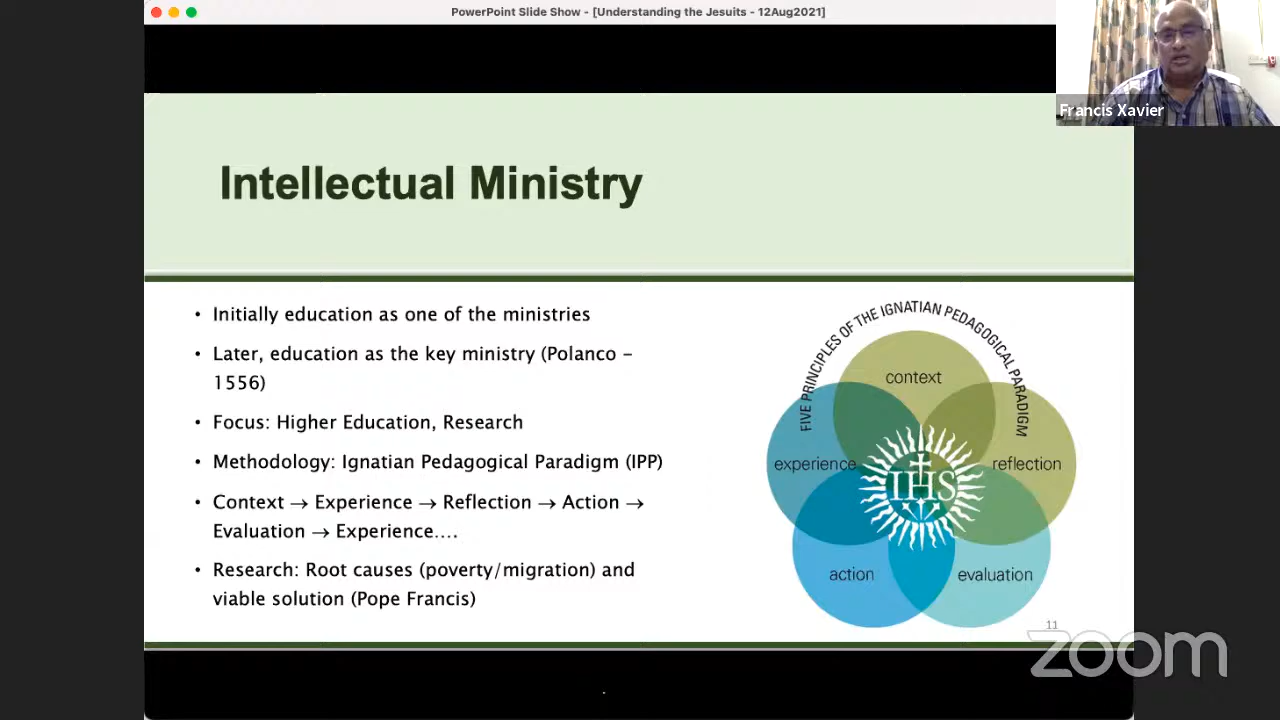 PowerPoint Slide Show - [Understanding the Jesuits - 12Aug2021]
Francis Xavier
Intellectual Ministry
• Initially education as one of the ministries
• Later, education as the key ministry (Polanco –
1556)
• Focus: Higher Education, Research
• Methodology: Ignatian Pedagogical Paradigm (IPP)
• Context → Experience → Reflection → Action →
Evaluation → Experience....
• Research: Root causes (poverty/migration) and
viable solution (Pope Francis)
FIVE PRINCIPLES OF THE IGNATIAN PEDAGOGICAL PARADIGM
context
experience
reflection
IHS
action
evaluation
11
zoom